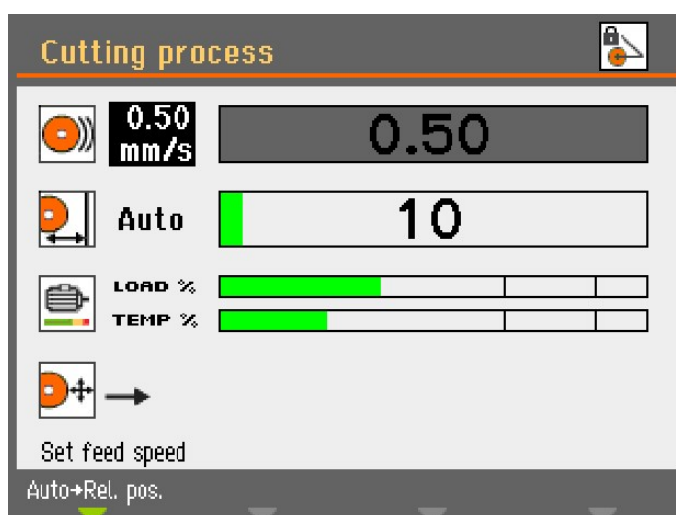 Cutting process
0.50
mm/s
0.50
Auto
10
LOAD %
TEMP %
Set feed speed
Auto→Rel. pos.